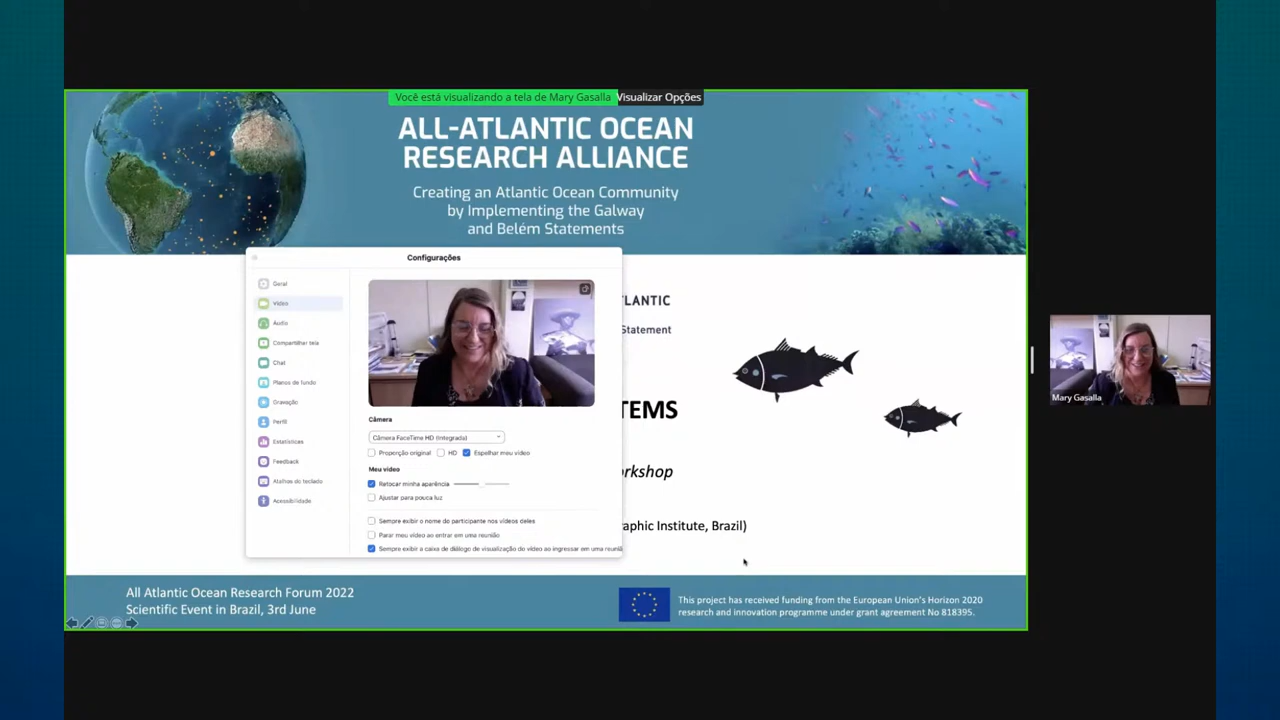 Você está visualizando a tela de Mary Gasalla
Visualizar Opções
ALL-ATLANTIC OCEAN
RESEARCH ALLIANCE
Creating an Atlantic Ocean Community
by Implementing the Galway
and Belém Statements
Configurações
Geral
Vídeo
Áudio
Compartilhar tela
Chat
Planos de fundo
Gravação
Perfil
Estatísticas
Feedback
Atalhos do teclado
Acessibilidade
Câmera
Câmera FaceTime HD (Integrada)
Proporção original
HD
Espelhar meu vídeo
Meu vídeo
Retocar minha aparência
Ajustar para pouca luz
Sempre exibir o nome do participante nos vídeos deles
Parar meu vídeo ao entrar em uma reunião
Sempre exibir a caixa de diálogo de visualização do vídeo ao ingressar em uma reuniã
TLANTIC
Statement
TEMS
orkshop
raphic Institute, Brazil)
Mary Gasalla
All Atlantic Ocean Research Forum 2022
Scientific Event in Brazil, 3rd June
This project has received funding from the European Union's Horizon 2020
research and innovation programme under grant agreement No 818395.